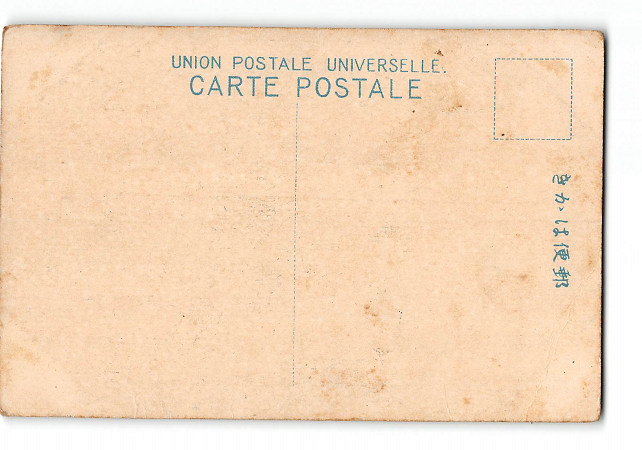 UNION POSTALE UNIVERSELLE.
CARTE POSTALE
きかは便郵